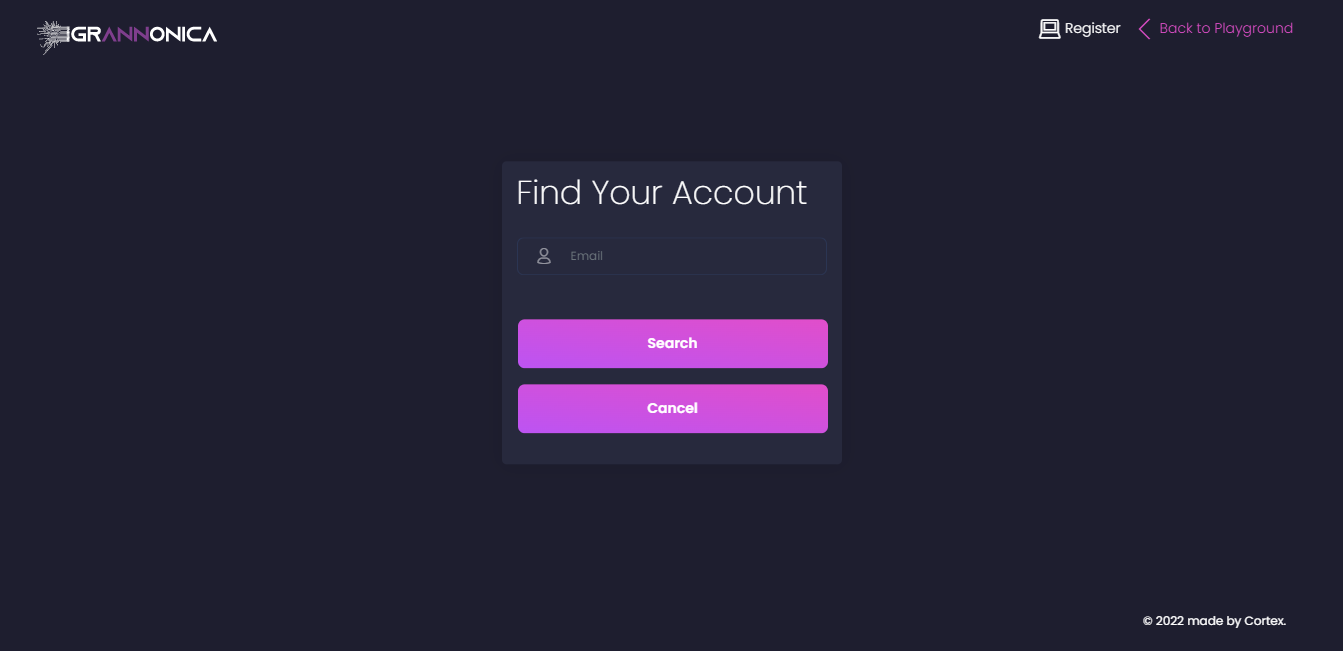 IGRANNONICA
Register
Back to Playground
Find Your Account
Email
Search
Cancel
© 2022 made by Cortex.